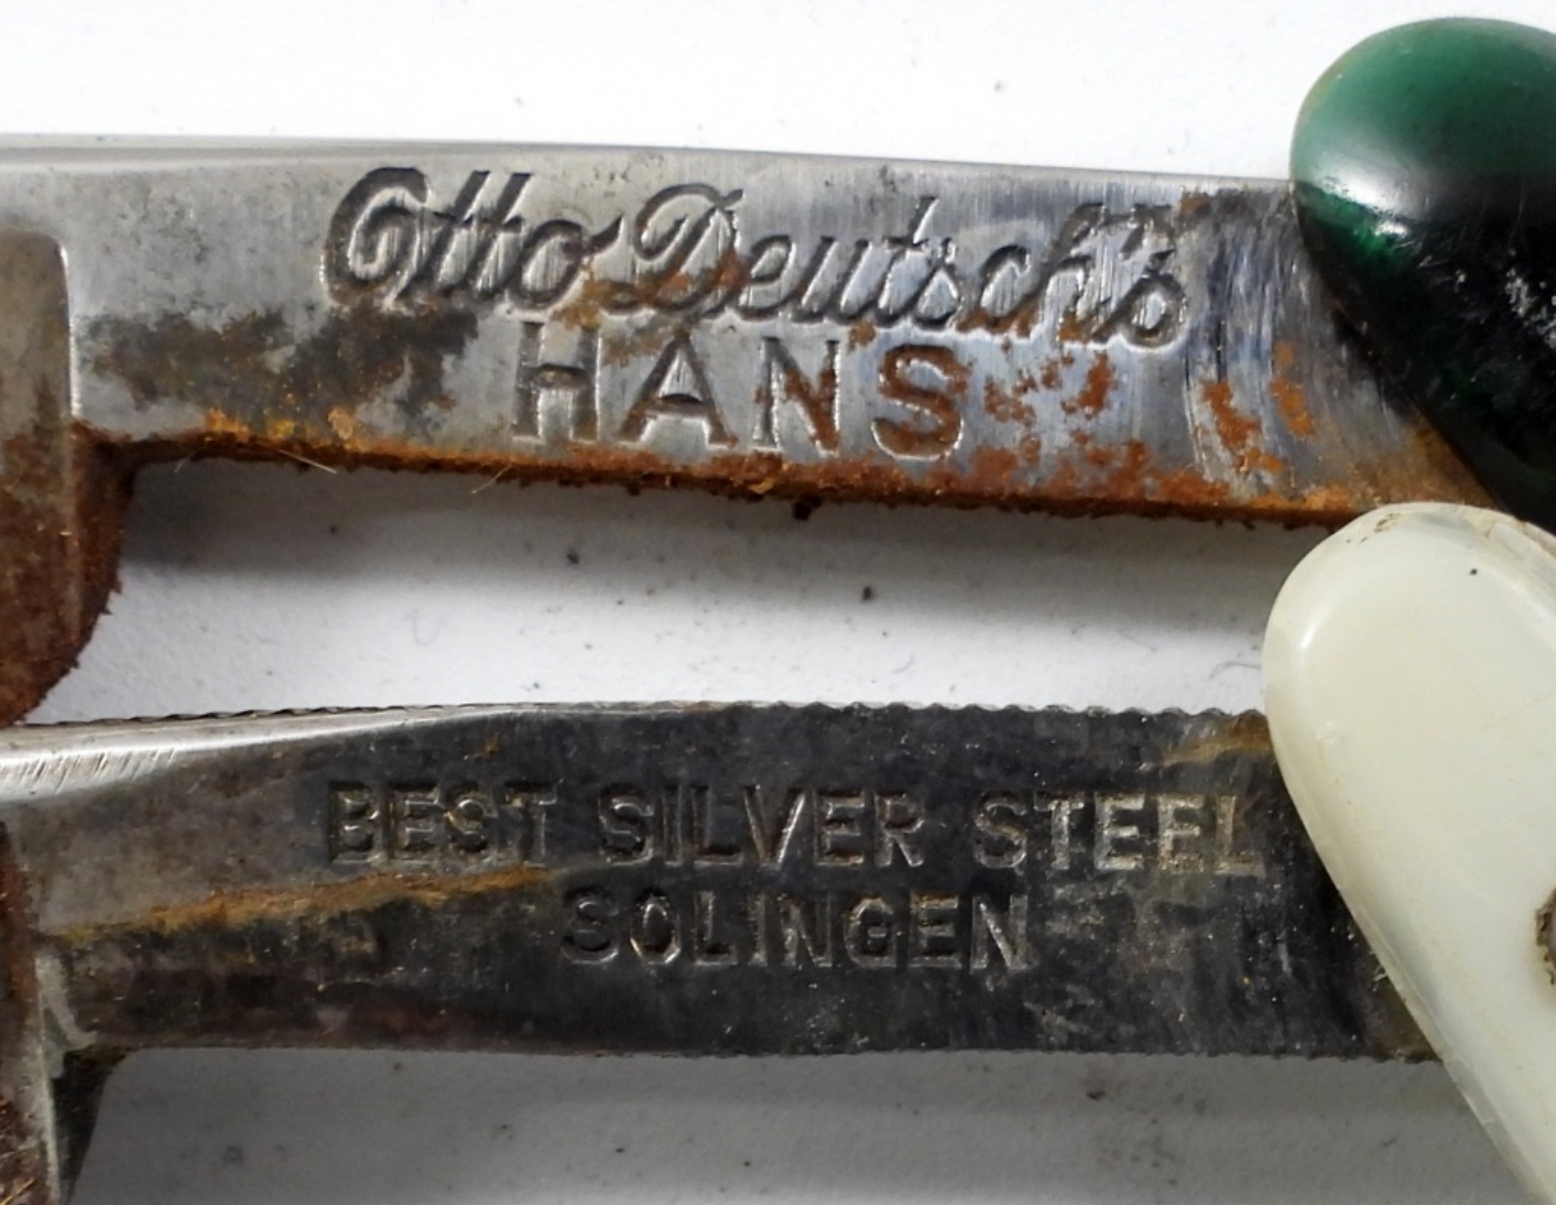 Otto Deutsch's
HANS
BEST SILVER STEEL
SOLINGEN